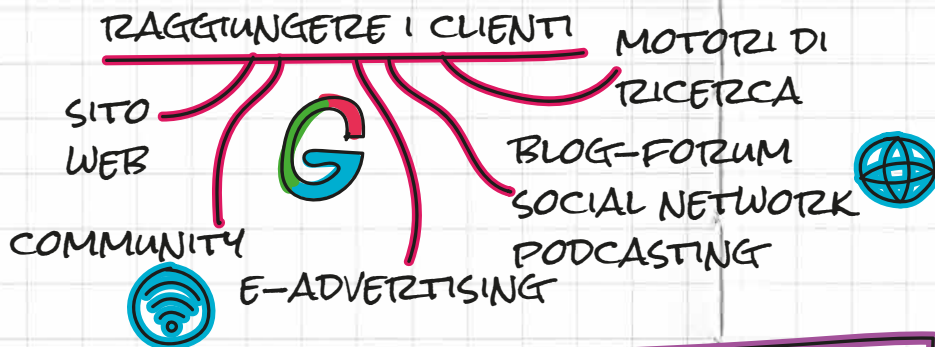 RAGGIUNGERE I CLIENTI
SITO
WEB
COMMUNITY
E-ADVERTISING
BLOG-FORUM
SOCIAL NETWORK
PODCASTING
MOTORI DI
RICERCA
G